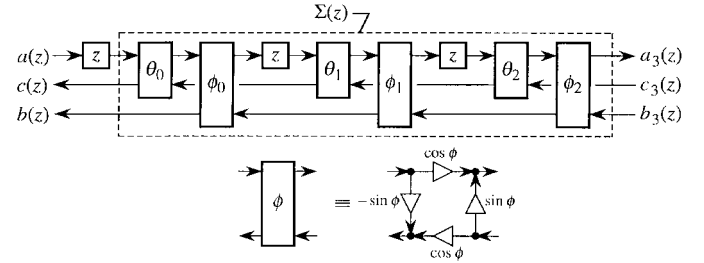 Σ(z)
a(z) z θ₀ ϕ₀ z θ₁ ϕ₁ z θ₂ ϕ₂ a₃(z)
c(z) c₃(z)
b(z) b₃(z)
cos ϕ
ϕ ≡ −sin ϕ sin ϕ
cos ϕ